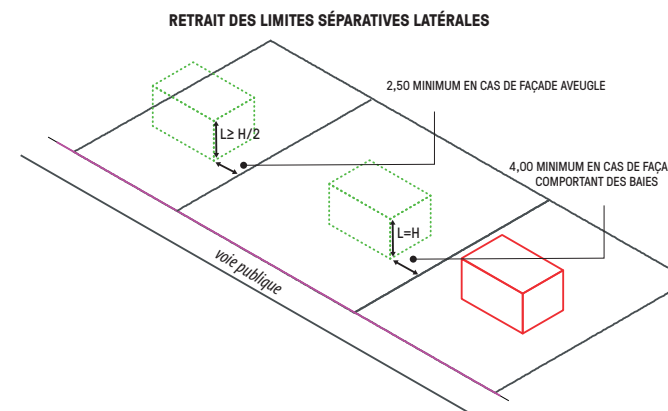 RETRAIT DES LIMITES SÉPARATIVES LATÉRALES
2,50 MINIMUM EN CAS DE FAÇADE AVEUGLE
L≥ H/2
4,00 MINIMUM EN CAS DE FAÇA
COMPORTANT DES BAIES
L=H
voie publique